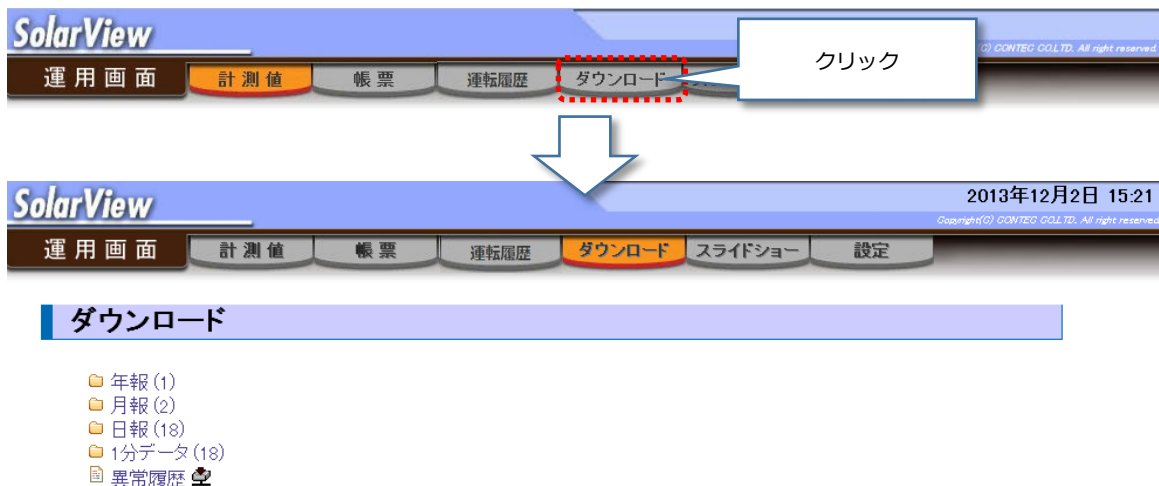 SolarView
クリック
(C) CONTEC CO.LTD. All right reserved.
運用画面 計測値 帳票 運転履歴 ダウンロード
SolarView
2013年12月2日 15:21
Copyright(C) CONTEC CO.LTD. All right reserved
運用画面 計測値 帳票 運転履歴 ダウンロード スライドショー 設定
ダウンロード
年報(1)
月報(2)
日報(18)
1分データ(18)
異常履歴